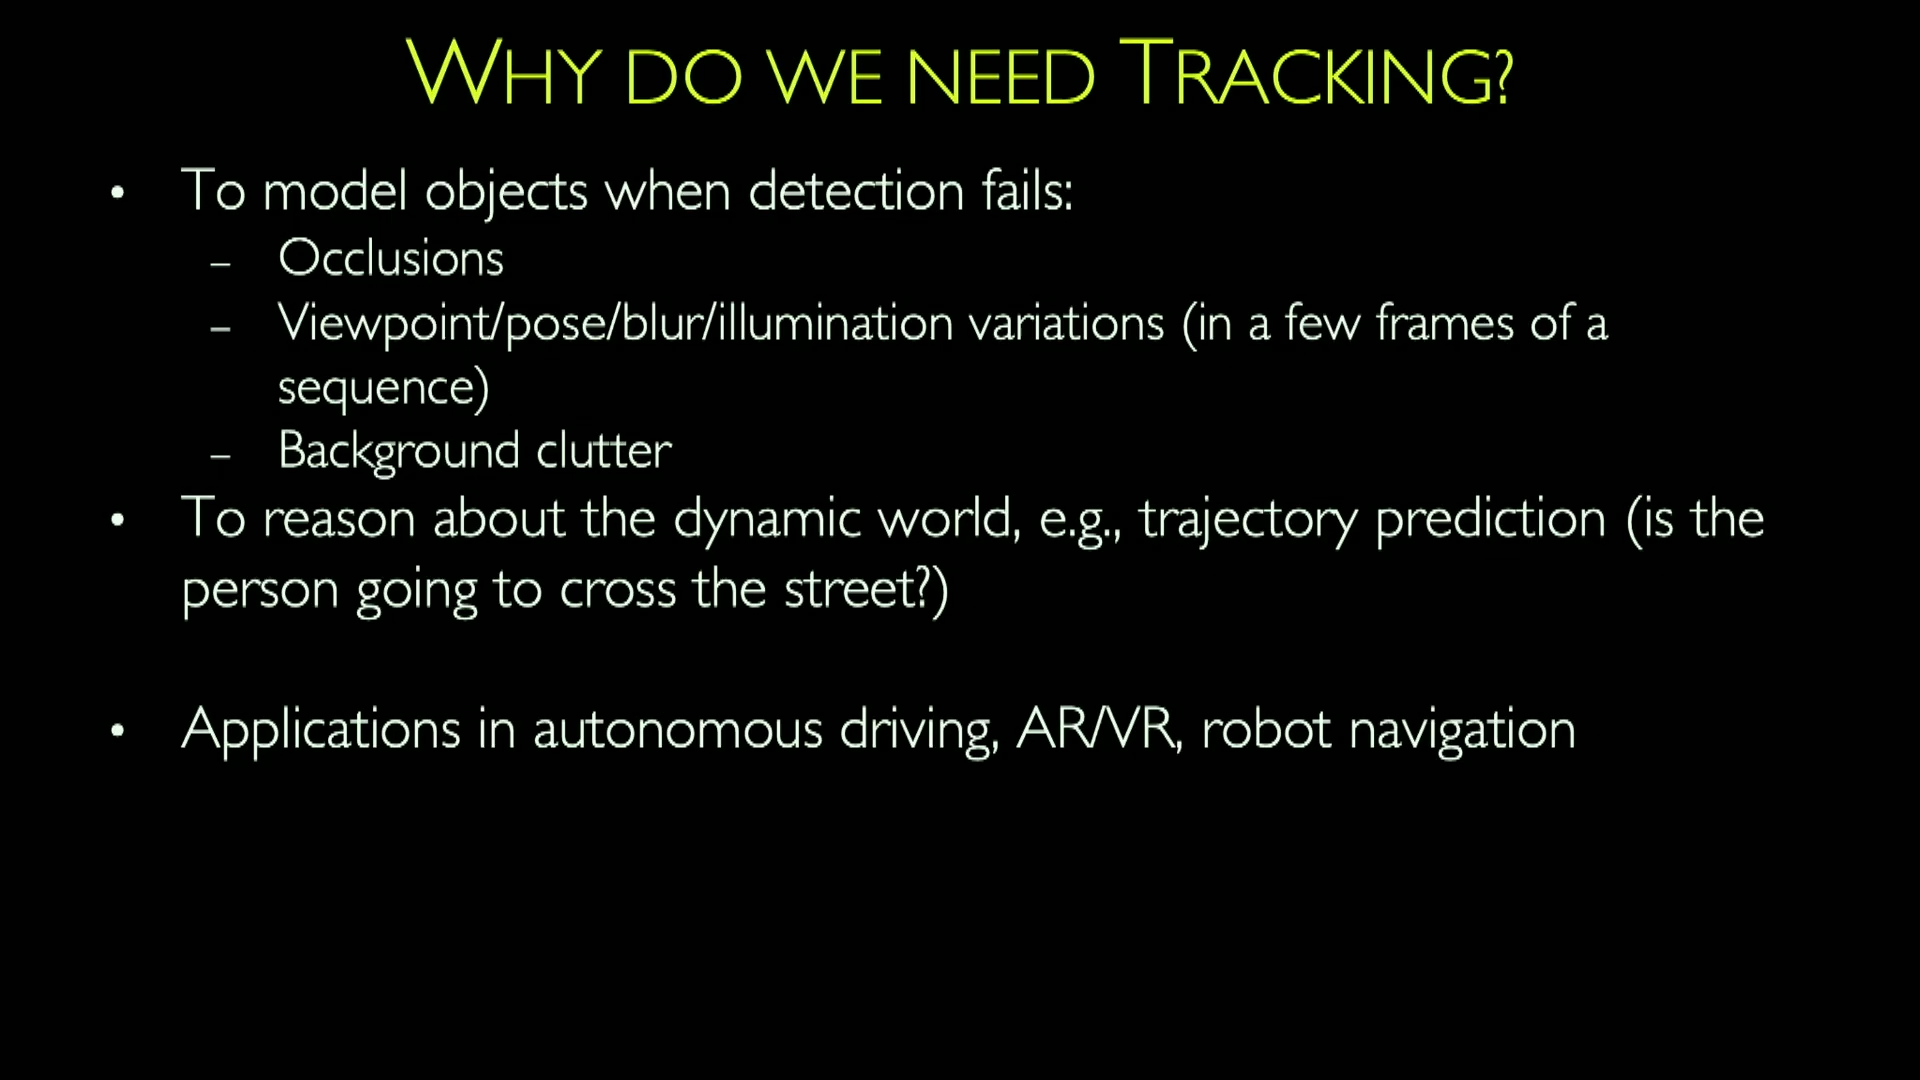 WHY DO WE NEED TRACKING?
• To model objects when detection fails:
– Occlusions
– Viewpoint/pose/blur/illumination variations (in a few frames of a
sequence)
– Background clutter
• To reason about the dynamic world, e.g., trajectory prediction (is the
person going to cross the street?)
• Applications in autonomous driving, AR/VR, robot navigation